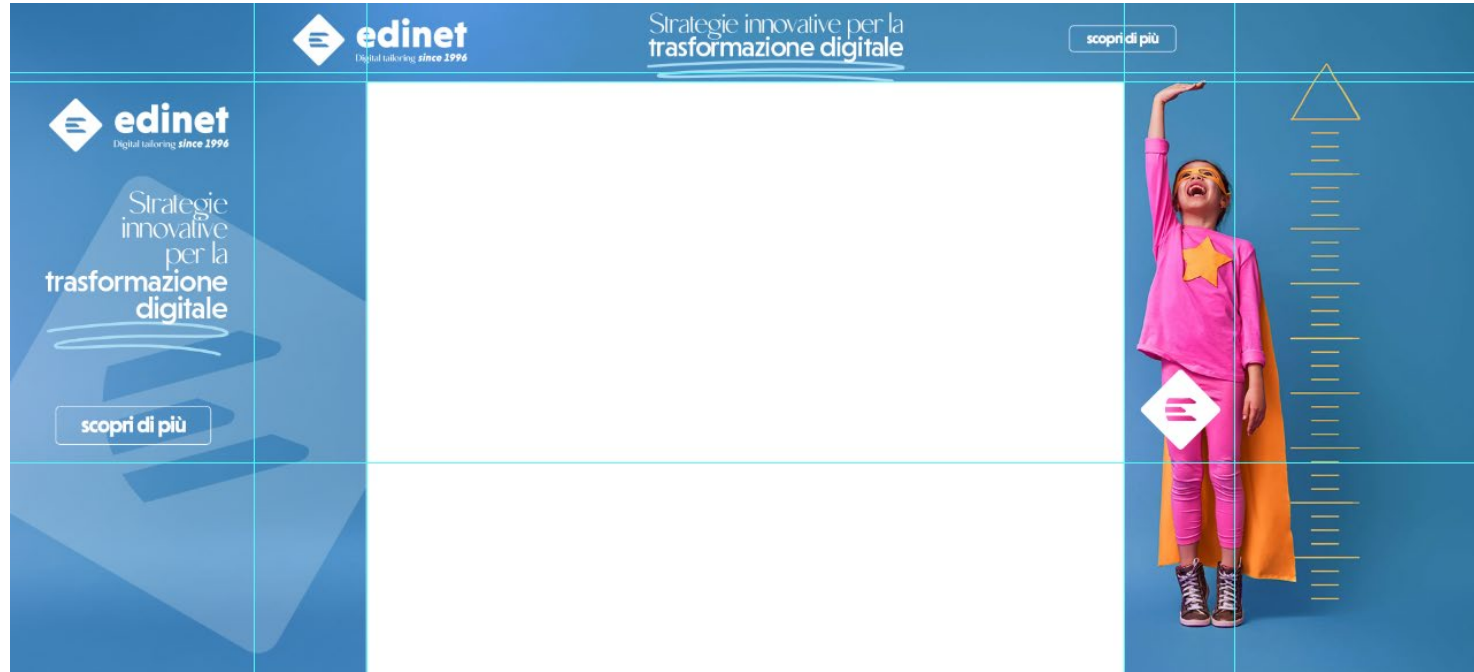 edinet
Digital tailoring since 1996
Strategie innovative per la
trasformazione digitale
scopri di più
edinet
Digital tailoring since 1996
Strategie
innovative
per la
trasformazione
digitale
scopri di più